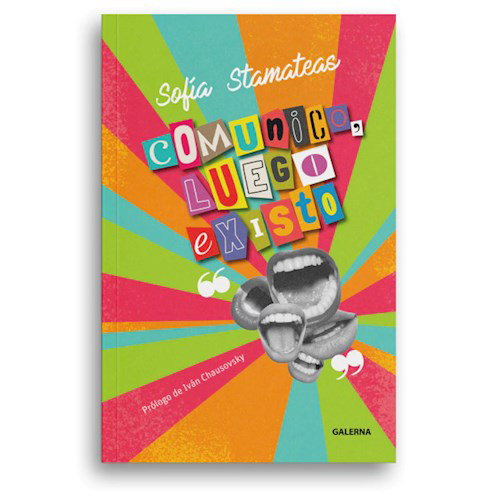 Sofía Stamateas
COMUNICO,
LUEGO
eXISTO
“
”
Prólogo de Iván Chausovsky
GALERNA